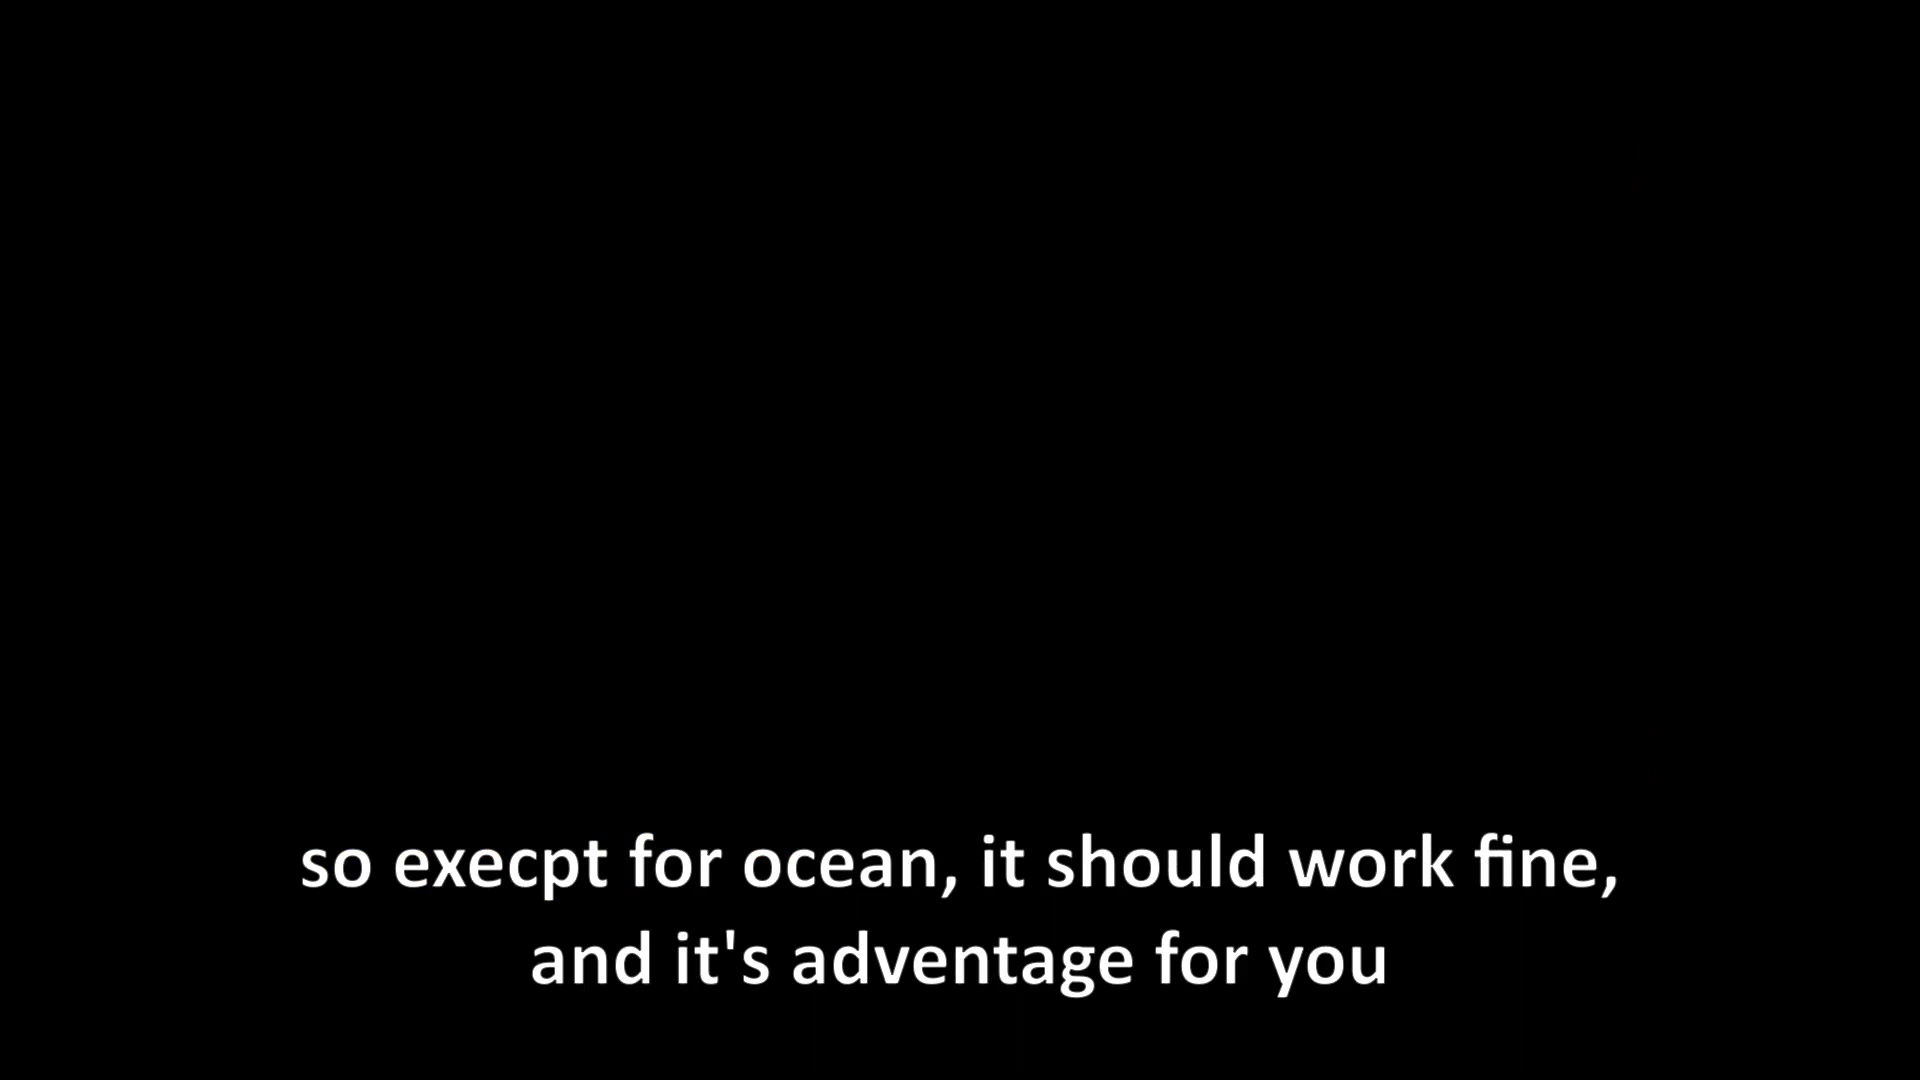 so execpt for ocean, it should work fine,
and it's adventage for you